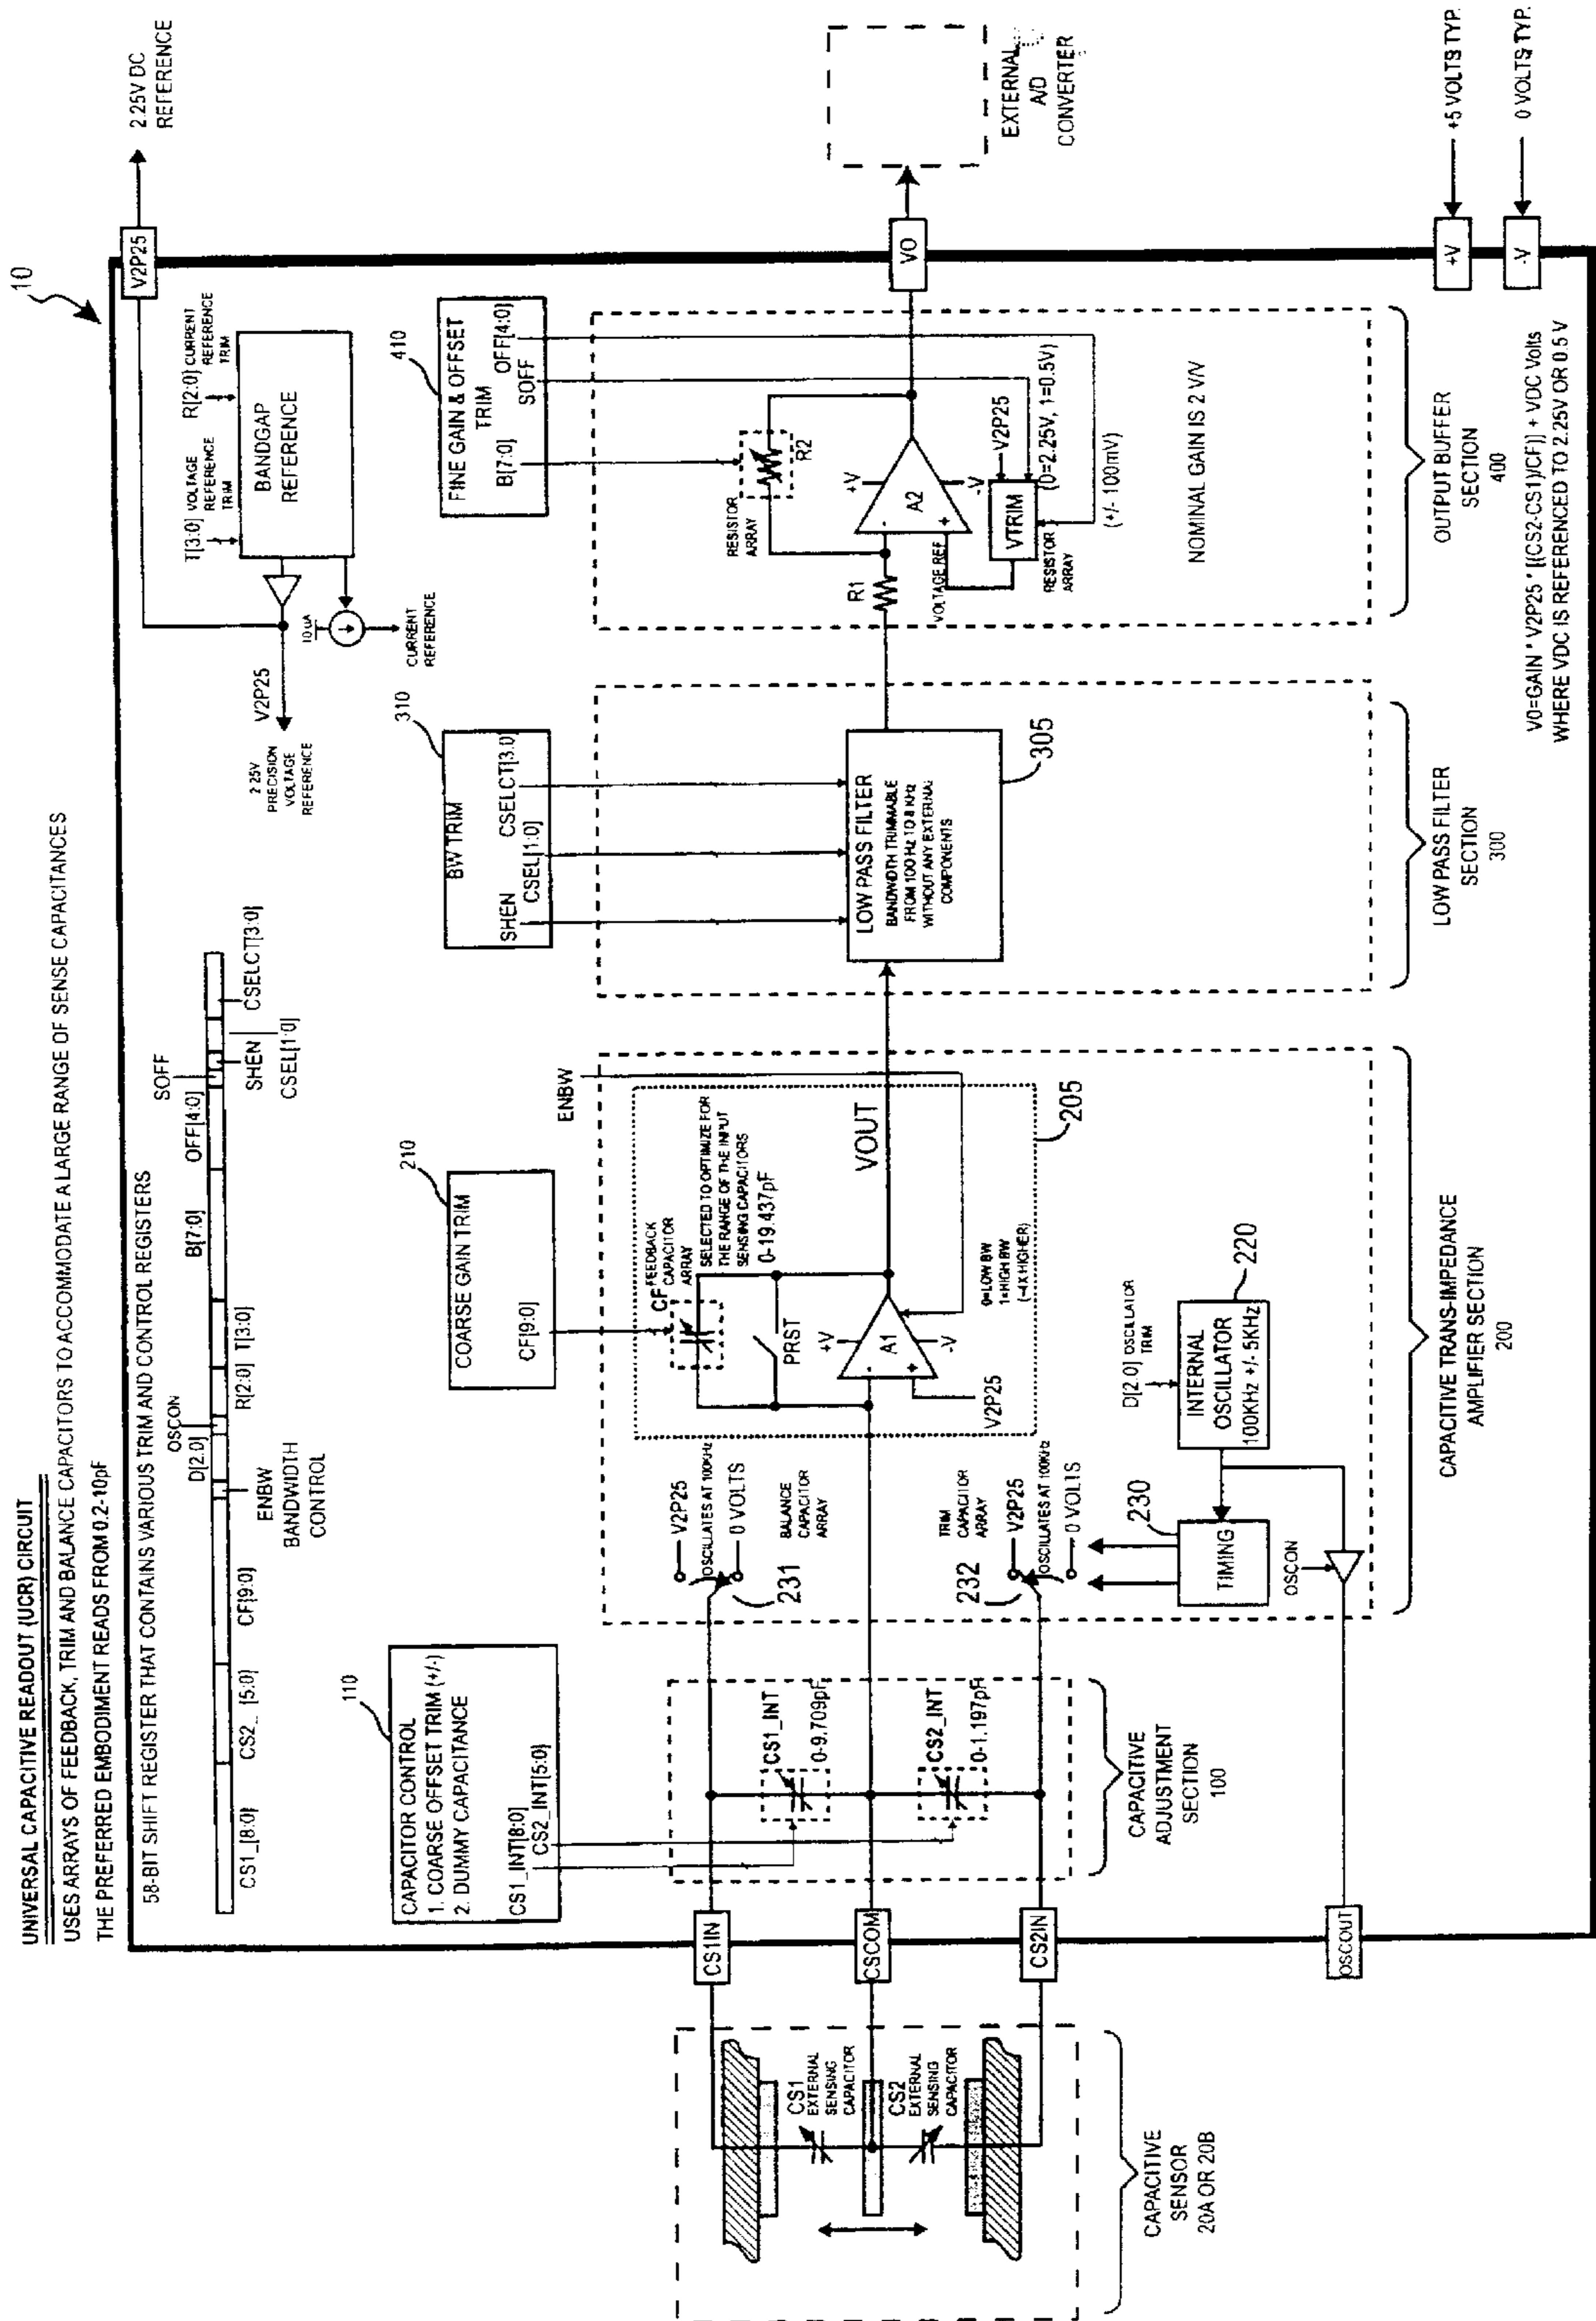 UNIVERSAL CAPACITIVE READOUT (UCR) CIRCUIT
USES ARRAYS OF FEEDBACK, TRIM AND BALANCE CAPACITORS TO ACCOMMODATE A LARGE RANGE OF SENSE CAPACITANCES
THE PREFERRED EMBODIMENT READS FROM 0.2-10pF
10
58-BIT SHIFT REGISTER THAT CONTAINS VARIOUS TRIM AND CONTROL REGISTERS
CS1_[8:0]
CS2_ [5:0]
CF[9:0]
ENBW
BANDWIDTH
CONTROL
D[2:0]
OSCON
R[2:0]
T[3:0]
B[7:0]
OFF[4:0]
SOFF
SHEN
CSEL[1:0]
CSELCT[3:0]
T[3:0] VOLTAGE
REFERENCE
TRIM
R[2:0] CURRENT
REFERENCE
TRIM
BANDGAP
REFERENCE
V2P25
2.25V
PRECISION
VOLTAGE
REFERENCE
10uA
CURRENT
REFERENCE
V2P25
2.25V DC
REFERENCE
110
CAPACITOR CONTROL
1. COARSE OFFSET TRIM (+/-)
2. DUMMY CAPACITANCE
CS1_INT[8:0]
CS2_INT[5:0]
210
COARSE GAIN TRIM
CF[9:0]
310
BW TRIM
SHEN
CSEL[1:0]
CSELCT[3:0]
410
FINE GAIN & OFFSET
TRIM
B[7:0]
SOFF
OFF[4:0]
CS1
EXTERNAL
SENSING
CAPACITOR
CS2
EXTERNAL
SENSING
CAPACITOR
CAPACITIVE
SENSOR
20A OR 20B
CS1IN
CSCOM
CS2IN
OSCOUT
CS1_INT
0-9.709pF
CS2_INT
0-1.197pF
CAPACITIVE
ADJUSTMENT
SECTION
100
V2P25
OSCILLATES AT 100KHz
0 VOLTS
231
BALANCE
CAPACITOR
ARRAY
TRIM
CAPACITOR
ARRAY
V2P25
OSCILLATES AT 100KHz
0 VOLTS
232
CF
FEEDBACK
CAPACITOR
ARRAY
SELECTED TO OPTIMIZE FOR
THE RANGE OF THE INPUT
SENSING CAPACITORS
0-19.437pF
PRST
+V
A1
-
+
-V
V2P25
VOUT
ENBW
0=LOW BW
1=HIGH BW
(~4X HIGHER)
205
D[2:0] OSCILLATOR
TRIM
INTERNAL
OSCILLATOR
100KHz +/- 5KHz
220
TIMING
230
OSCON
CAPACITIVE TRANS-IMPEDANCE
AMPLIFIER SECTION
200
LOW PASS FILTER
BANDWIDTH TRIMMABLE
FROM 100 HZ TO 8 KHz
WITHOUT ANY EXTERNAL
COMPONENTS
305
LOW PASS FILTER
SECTION
300
RESISTOR
ARRAY
R2
R1
+V
A2
-
+
-V
VOLTAGE REF
VTRIM
V2P25
RESISTOR
ARRAY
(0=2.25V, 1=0.5V)
(+/- 100mV)
NOMINAL GAIN IS 2 V/V
OUTPUT BUFFER
SECTION
400
VO
EXTERNAL
A/D
CONVERTER
+V
+5 VOLTS TYP.
-V
0 VOLTS TYP.
V0=GAIN * V2P25 * [(CS2-CS1)/CF)] + VDC Volts
WHERE VDC IS REFERENCED TO 2.25V OR 0.5 V